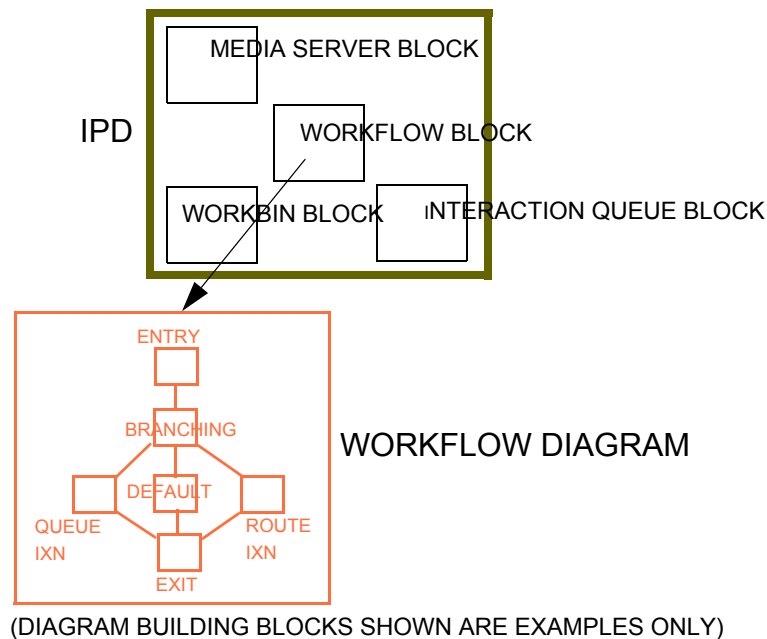 MEDIA SERVER BLOCK
IPD
WORKFLOW BLOCK
WORKBIN BLOCK
INTERACTION QUEUE BLOCK
ENTRY
BRANCHING
WORKFLOW DIAGRAM
DEFAULT
QUEUE
IXN
ROUTE
IXN
EXIT
(DIAGRAM BUILDING BLOCKS SHOWN ARE EXAMPLES ONLY)